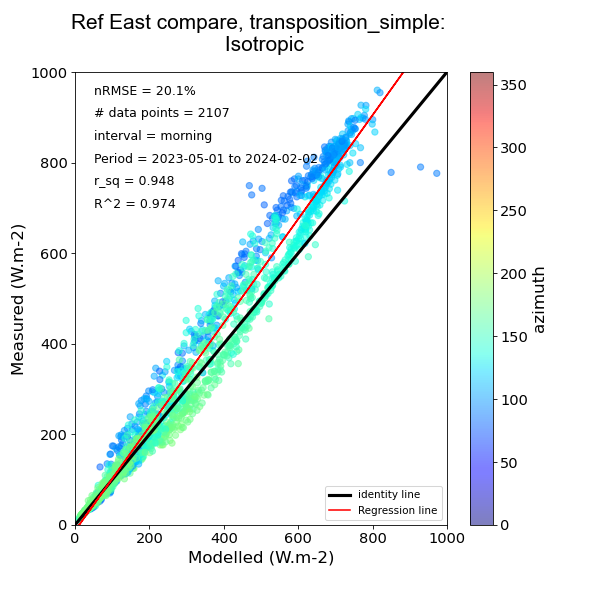 Ref East compare, transposition_simple:
Isotropic
nRMSE = 20.1%
# data points = 2107
interval = morning
Period = 2023-05-01 to 2024-02-02
r_sq = 0.948
R^2 = 0.974
1000
800
600
400
200
0
Measured (W.m-2)
0
200
400
600
800
1000
Modelled (W.m-2)
identity line
Regression line
350
300
250
200
150
100
50
0
azimuth